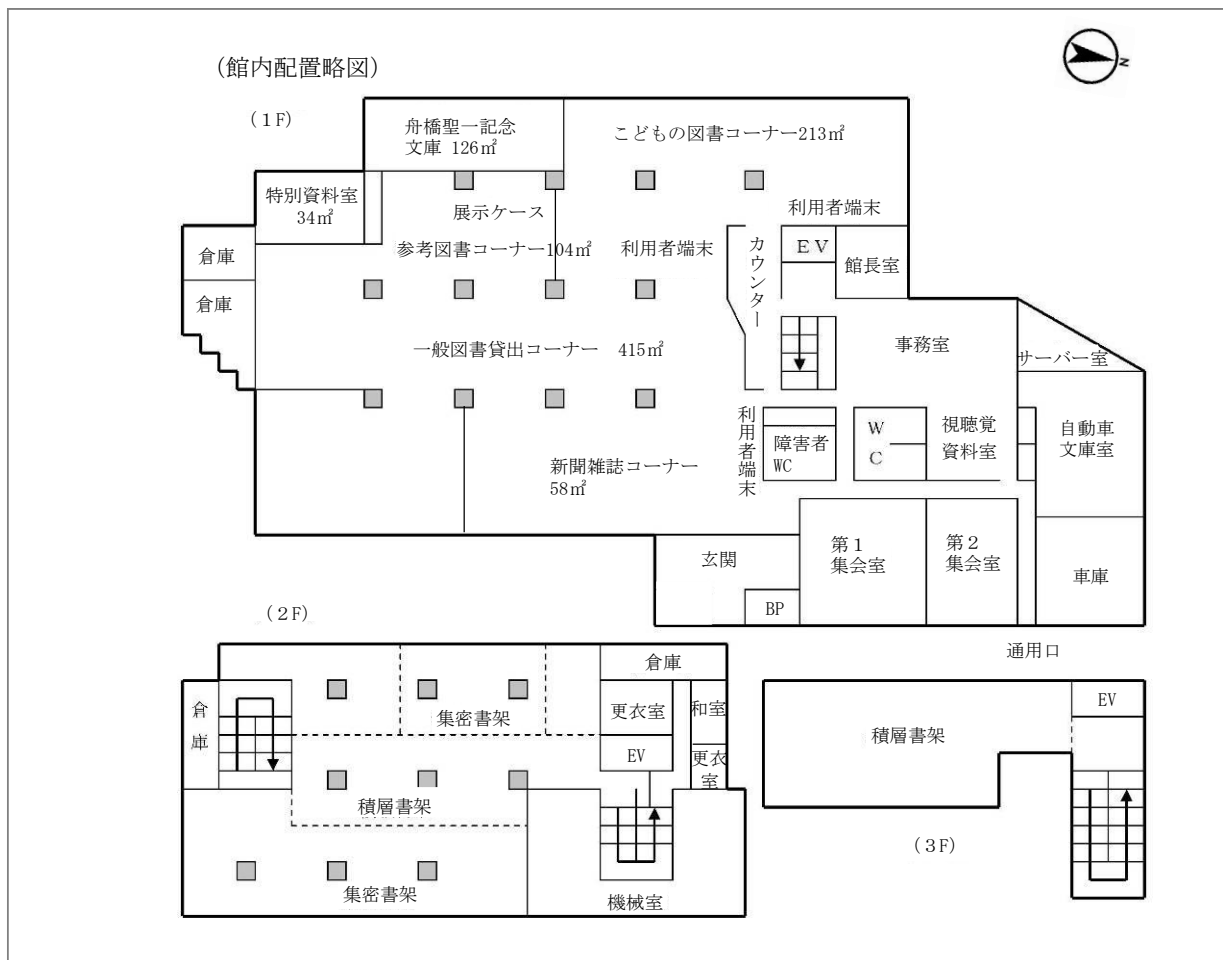 (館内配置略図)
N
(1F)
舟橋聖一記念
文庫 126㎡
こどもの図書コーナー213㎡
特別資料室
34㎡
展示ケース
利用者端末
倉庫
参考図書コーナー104㎡
利用者端末
カウンター
EV
館長室
倉庫
一般図書貸出コーナー 415㎡
事務室
サーバー室
利用者端末
障害者
WC
W
C
視聴覚
資料室
自動車
文庫室
新聞雑誌コーナー
58㎡
玄関
BP
第1
集会室
第2
集会室
車庫
通用口
(2F)
倉庫
倉庫
集密書架
更衣室
和室
EV
更衣
室
積層書架
集密書架
機械室
積層書架
EV
(3F)